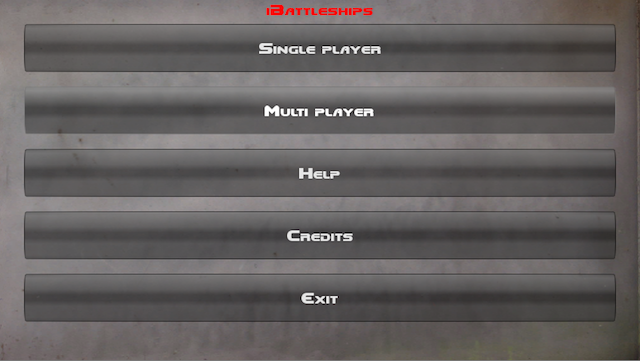 iBattleships
Single player
Multi player
Help
Credits
Exit